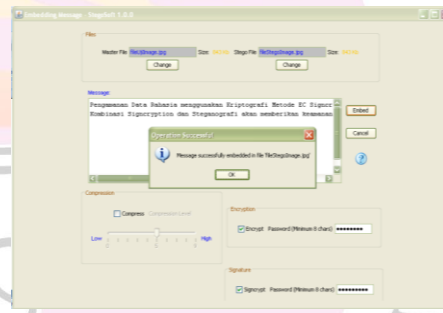 Embedding Message - StegoSoft 1.0.0
Files
Master File Size: Stego File Size:
Change Change
Message
Pengamanan Data Rahasia menggunakan Kriptografi Metode EC Signcr
Kombinasi Signcryption dan Steganografi akan memberikan keamanan
Embed
Cancel
Operation Successful
Message successfully embedded in file 'fileStegoImage.jpg'
OK
Compression
Compress Compression Level
Low High
Encryption
Encrypt Password (Minimum 8 chars)
Signature
Signcrypt Password (Minimum 8 chars)